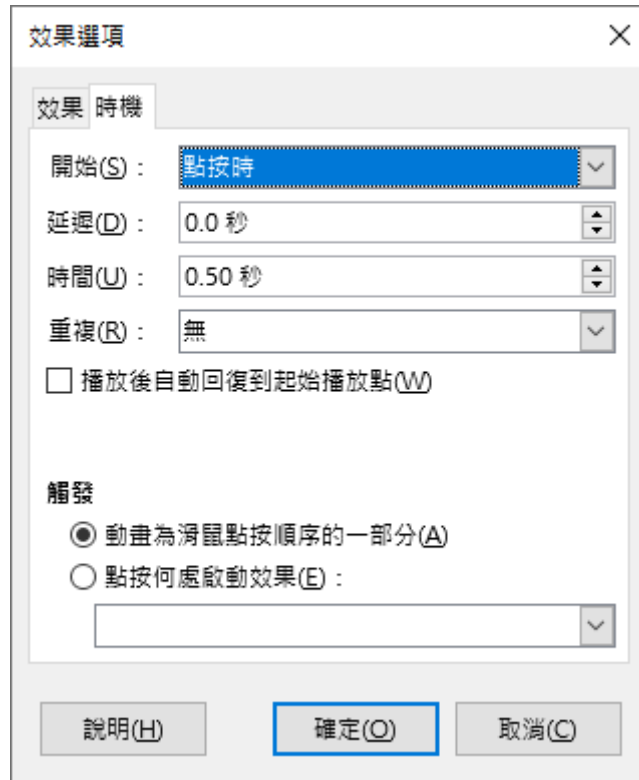 效果選項
效果 時機
開始(S)： 點按時
延遲(D)： 0.0 秒
時間(U)： 0.50 秒
重複(R)： 無
播放後自動回復到起始播放點(W)
觸發
動畫為滑鼠點按順序的一部分(A)
點按何處啟動效果(E)：
說明(H) 確定(O) 取消(C)